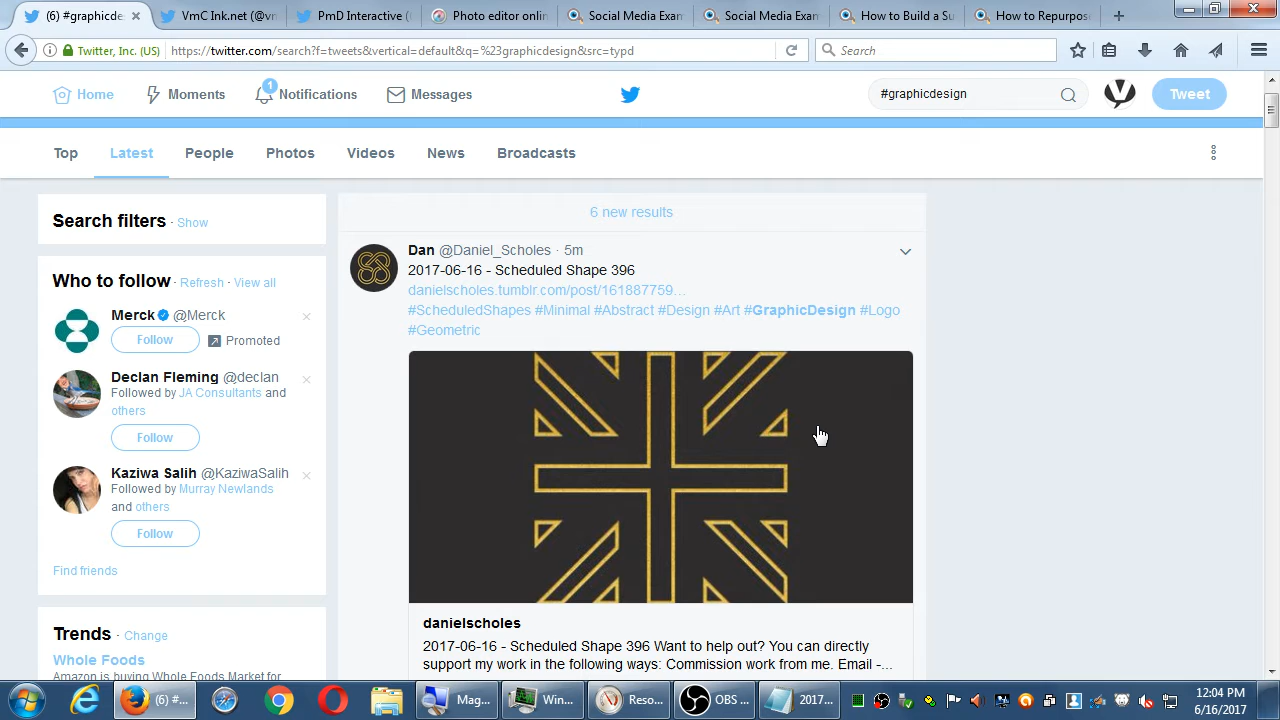 (6) #graphicde
VmC Ink.net (@vn
PmD Interactive (
Photo editor onlin
Social Media Exam
Social Media Exam
How to Build a Su
How to Repurpos
Twitter, Inc. (US)
https://twitter.com/search?f=tweets&vertical=default&q=%23graphicdesign&src=typd
Search
Home
Moments
1
Notifications
Messages
#graphicdesign
Tweet
Top
Latest
People
Photos
Videos
News
Broadcasts
Search filters · Show
Who to follow · Refresh · View all
Merck @Merck
Follow
Promoted
Declan Fleming @declan
Followed by JA Consultants and
others
Follow
Kaziwa Salih @KaziwaSalih
Followed by Murray Newlands
and others
Follow
Find friends
Trends · Change
Whole Foods
Amazon is buying Whole Foods Market for
6 new results
Dan @Daniel_Scholes · 5m
2017-06-16 - Scheduled Shape 396
danielscholes.tumblr.com/post/161887759...
#ScheduledShapes #Minimal #Abstract #Design #Art #GraphicDesign #Logo
#Geometric
danielscholes
2017-06-16 - Scheduled Shape 396 Want to help out? You can directly
support my work in the following ways: Commission work from me. Email -...
(6) #...
Mag...
Win...
Reso...
OBS ...
2017...
12:04 PM
6/16/2017